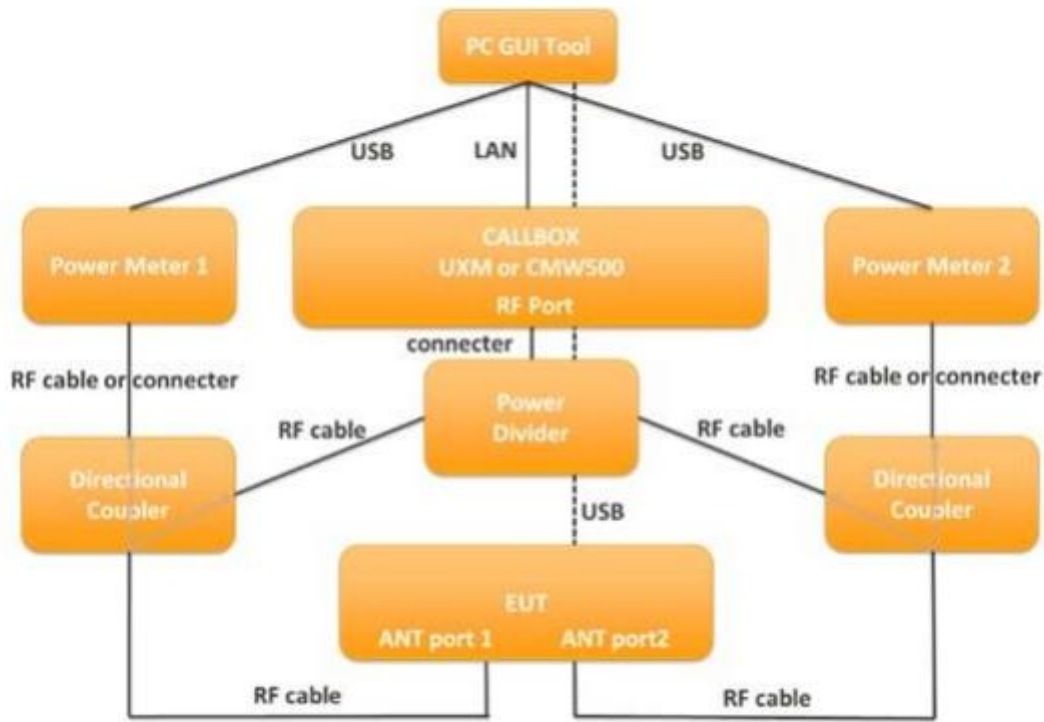 PC GUI Tool
USB
LAN
USB
Power Meter 1
CALLBOX
UXM or CMW500
RF Port
Power Meter 2
connecter
RF cable or connecter
RF cable or connecter
Power
Divider
RF cable
RF cable
Directional
Coupler
Directional
Coupler
USB
EUT
ANT port 1
ANT port2
RF cable
RF cable